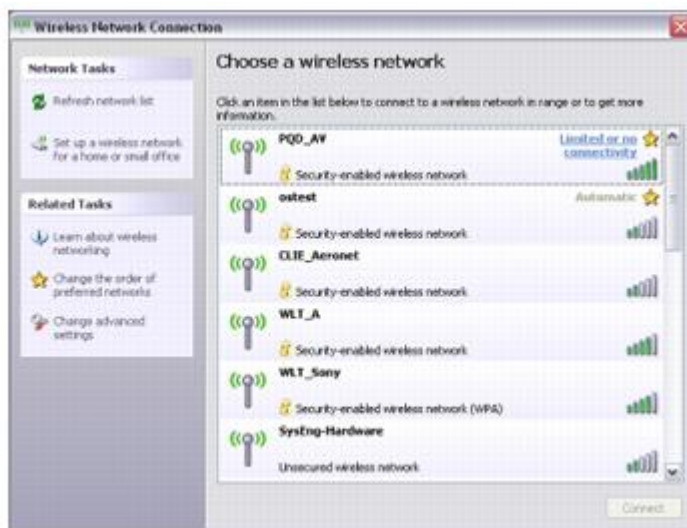 Wireless Network Connection
Network Tasks
Refresh network list
Set up a wireless network
for a home or small office
Related Tasks
Learn about wireless
networking
Change the order of
preferred networks
Change advanced
settings
Choose a wireless network
Click an item in the list below to connect to a wireless network in range or to get more
information.
PQD_AV
Limited or no
connectivity
Security-enabled wireless network
ostest
Automatic
Security-enabled wireless network
CLIE_Aeronet
Security-enabled wireless network
WLT_A
Security-enabled wireless network
WLT_Sony
Security-enabled wireless network (WPA)
SysEng-Hardware
Unsecured wireless network
Connect